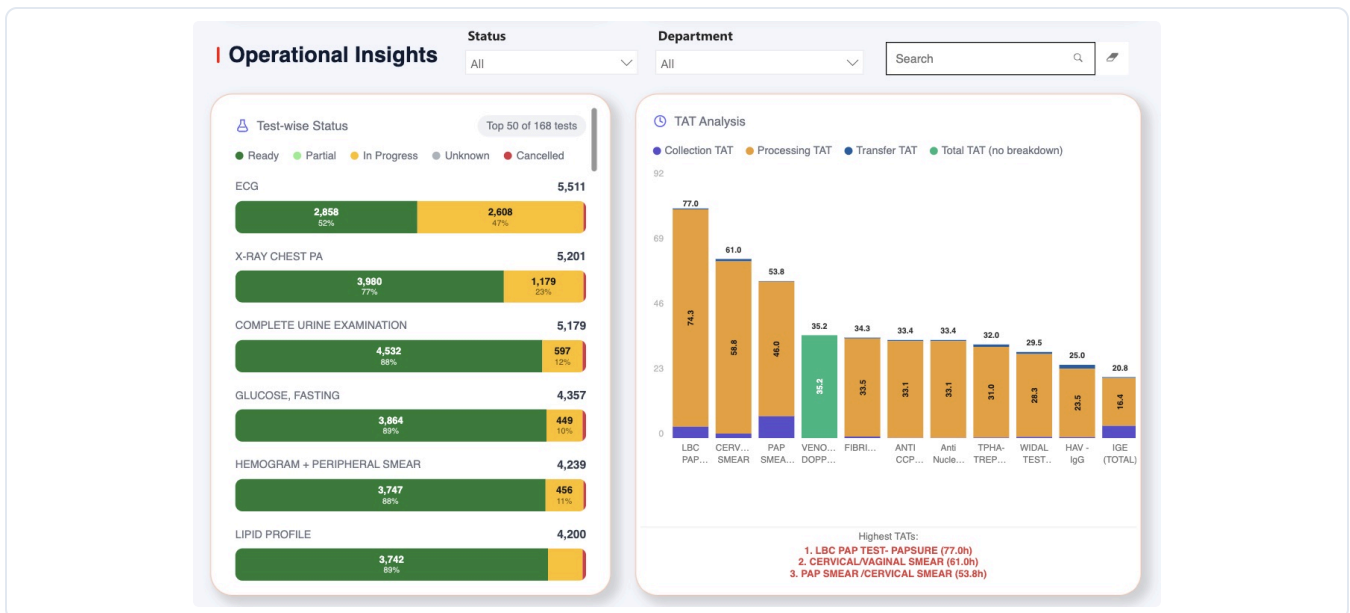 Operational Insights
Status
All
Department
All
Search
Test-wise Status
Top 50 of 168 tests
Ready Partial In Progress Unknown Cancelled
ECG 5,511
2,858 2,608
52% 47%
X-RAY CHEST PA 5,201
3,980 1,179
77% 23%
COMPLETE URINE EXAMINATION 5,179
4,532 597
88% 12%
GLUCOSE, FASTING 4,357
3,864 449
89% 10%
HEMOGRAM + PERIPHERAL SMEAR 4,239
3,747 456
88% 11%
LIPID PROFILE 4,200
3,742
89%
TAT Analysis
Collection TAT Processing TAT Transfer TAT Total TAT (no breakdown)
92
69
46
23
0
77.0 61.0 53.8 35.2 34.3 33.4 33.4 32.0 29.5 25.0 20.8
74.3 58.8 46.0 35.2 33.5 33.1 33.1 31.0 28.3 23.5 16.4
LBC CERV... PAP VENO... FIBRI... ANTI Anti TPHA- WIDAL HAV - IGE
PAP... SMEAR SMEA... DOPP... CCP... Nucle... TREP... TEST.. IgG (TOTAL)
Highest TATs:
1. LBC PAP TEST- PAPSURE (77.0h)
2. CERVICAL/VAGINAL SMEAR (61.0h)
3. PAP SMEAR /CERVICAL SMEAR (53.8h)